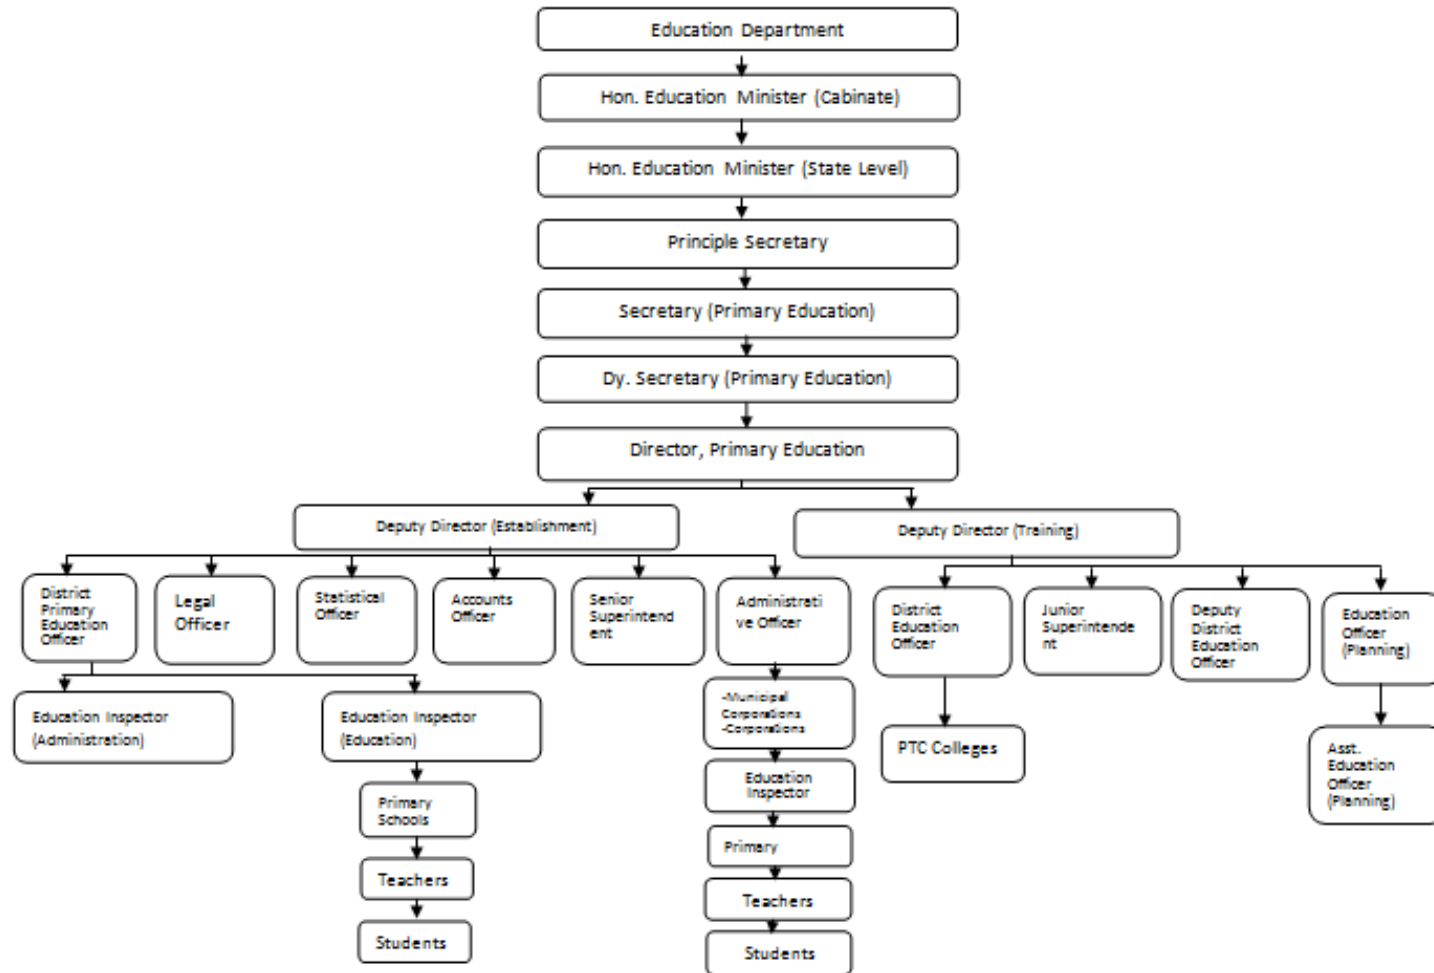 Education Department
Hon. Education Minister (Cabinate)
Hon. Education Minister (State Level)
Principle Secretary
Secretary (Primary Education)
Dy. Secretary (Primary Education)
Director, Primary Education
Deputy Director (Establishment)
Deputy Director (Training)
District
Primary
Education
Officer
Legal
Officer
Statistical
Officer
Accounts
Officer
Senior
Superintend
ent
Administrati
ve Officer
District
Education
Officer
Junior
Superintende
nt
Deputy
District
Education
Officer
Education
Officer
(Planning)
Education Inspector
(Administration)
Education Inspector
(Education)
-Municipal
Corporations
-Corporations
PTC Colleges
Asst.
Education
Officer
(Planning)
Primary
Schools
Education
Inspector
Teachers
Primary
Students
Teachers
Students